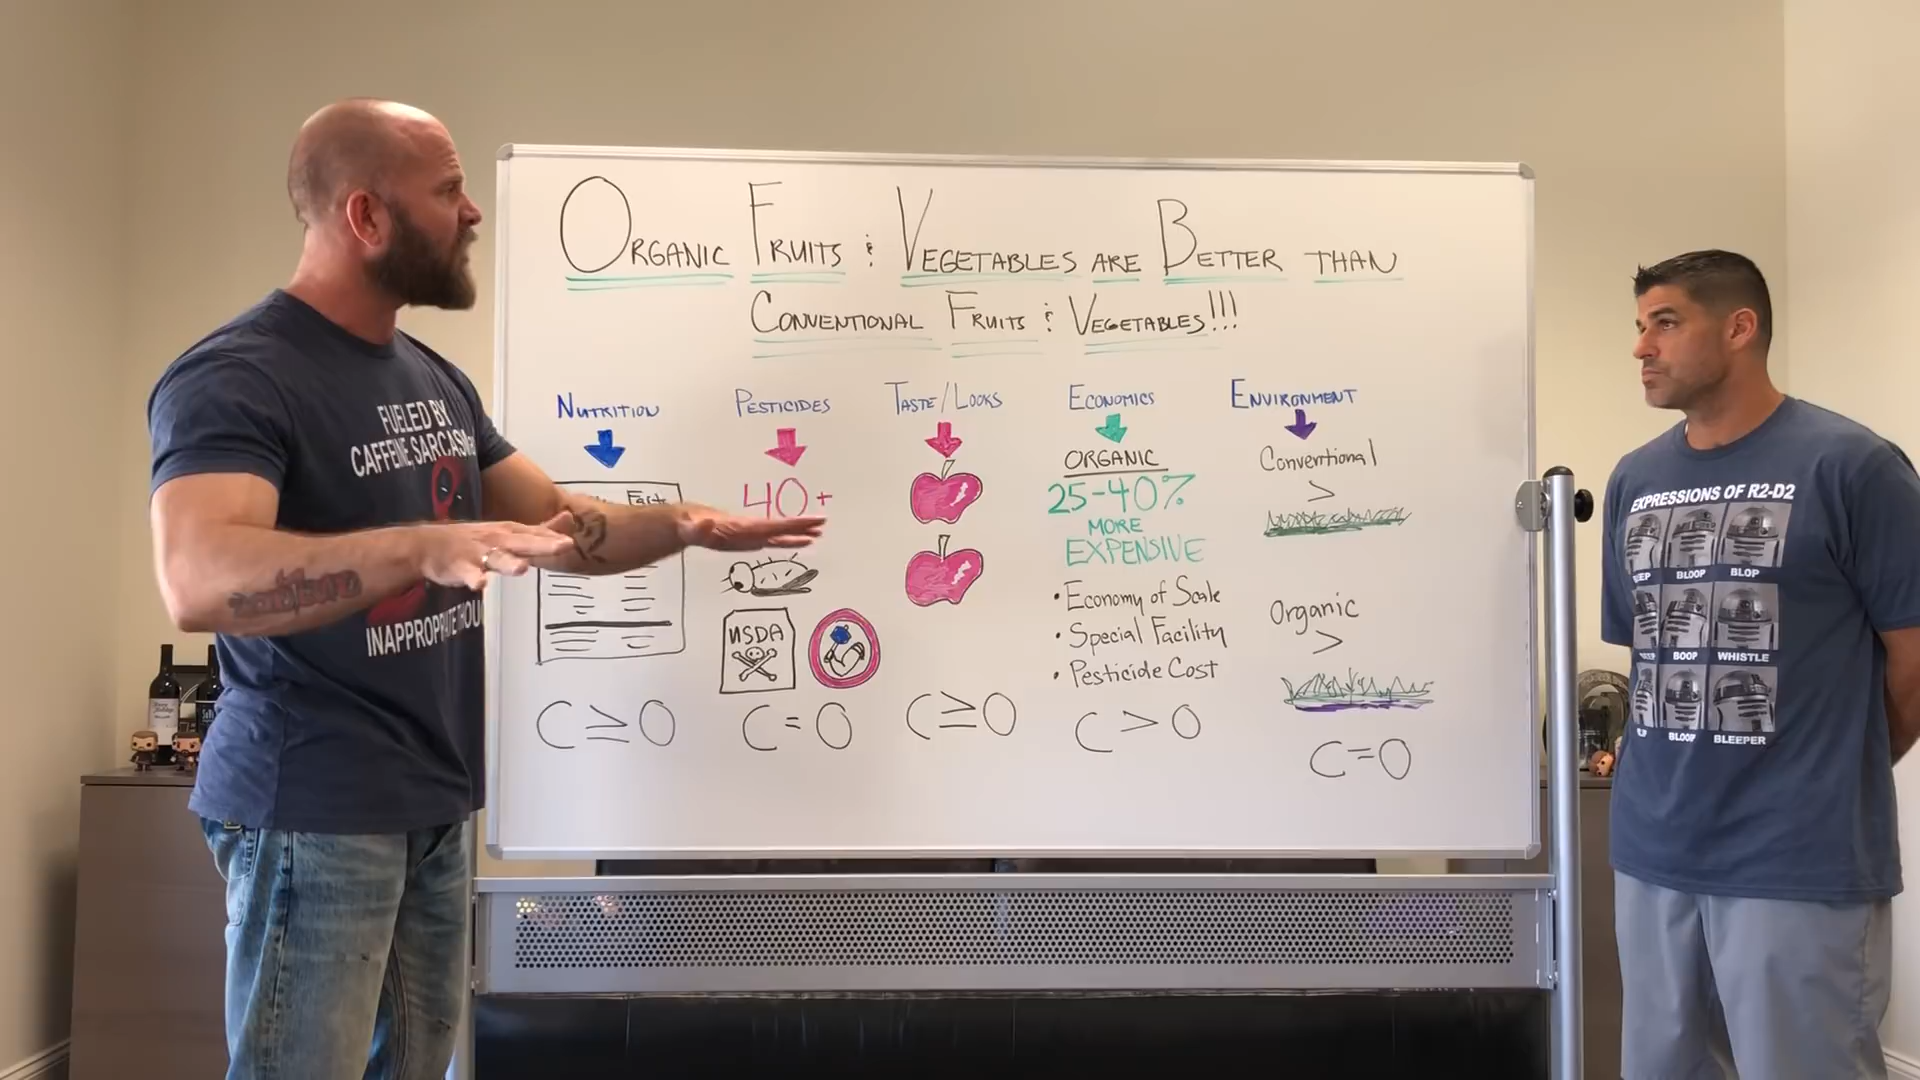 ORGANIC FRUITS & VEGETABLES ARE BETTER THAN
CONVENTIONAL FRUITS & VEGETABLES!!!
NUTRITION
Facts
C ≥ O
PESTICIDES
40+
USDA
C = O
TASTE/LOOKS
C ≥ O
ECONOMICS
ORGANIC
25-40%
MORE
EXPENSIVE
• Economy of Scale
• Special Facility
• Pesticide Cost
C > O
ENVIRONMENT
Conventional
>
Organic
>
C = O
FUELED BY
CAFFEINE, SARCASM
INAPPROPRIATE
EXPRESSIONS OF R2-D2
BLOOP BLOP
BOOP WHISTLE
BLOOP BLEEPER